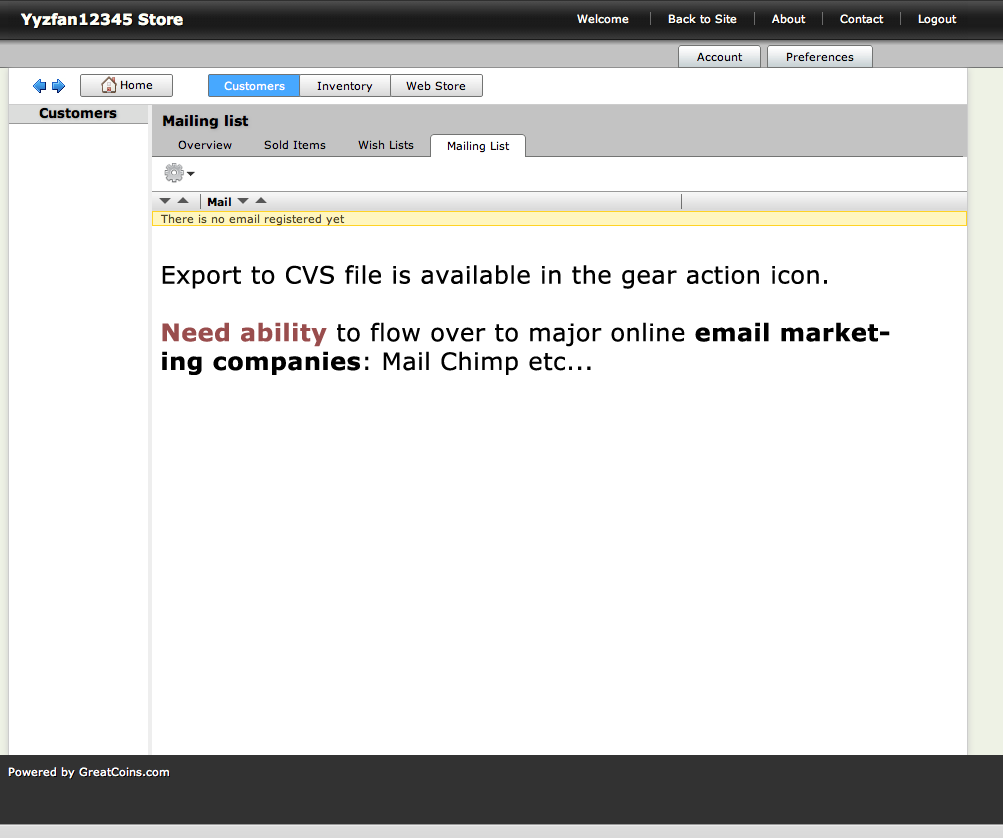 Yyzfan12345 Store
Welcome Back to Site About Contact Logout
Account Preferences
Home Customers Inventory Web Store
Customers
Mailing list
Overview Sold Items Wish Lists Mailing List
Mail
There is no email registered yet
Export to CVS file is available in the gear action icon.
Need ability to flow over to major online email market-
ing companies: Mail Chimp etc...
Powered by GreatCoins.com